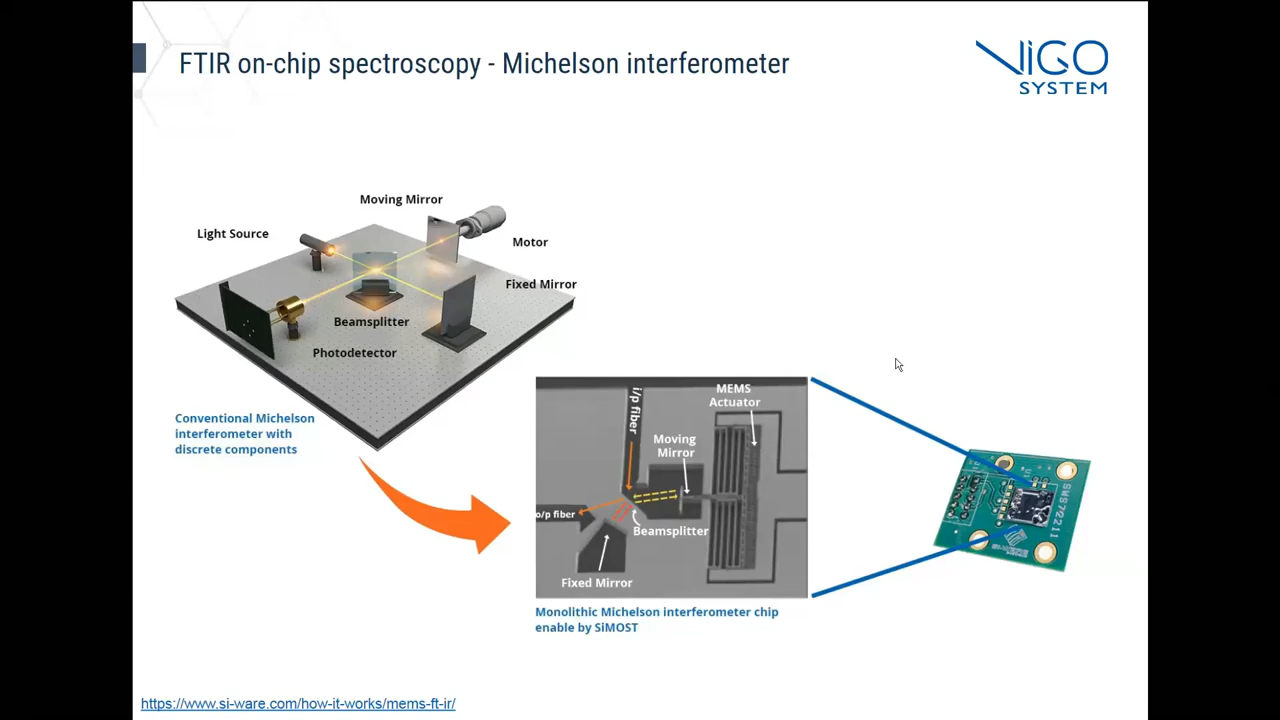 FTIR on-chip spectroscopy - Michelson interferometer
VIGO
SYSTEM
Moving Mirror
Light Source
Motor
Fixed Mirror
Beamsplitter
Photodetector
Conventional Michelson
interferometer with
discrete components
i/p fiber
MEMS
Actuator
Moving
Mirror
o/p fiber
Beamsplitter
Fixed Mirror
Monolithic Michelson interferometer chip
enable by SiMOST
https://www.si-ware.com/how-it-works/mems-ft-ir/